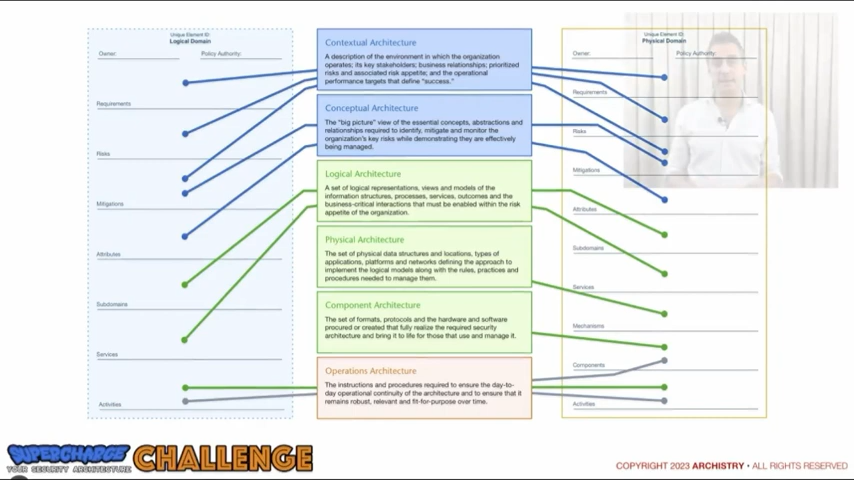 Unique Element ID:
Logical Domain
Owner:
Policy Authority:
Requirements
Risks
Mitigations
Attributes
Subdomains
Services
Activities
Contextual Architecture
A description of the environment in which the organization
operates; its key stakeholders; business relationships; prioritized
risks and associated risk appetite; and the operational
performance targets that define "success."
Conceptual Architecture
The "big picture" view of the essential concepts, abstractions and
relationships required to identify, mitigate and monitor the
organization's key risks while demonstrating they are effectively
being managed.
Logical Architecture
A set of logical representations, views and models of the
information structures, processes, services, outcomes and the
business-critical interactions that must be enabled within the risk
appetite of the organization.
Physical Architecture
The set of physical data structures and locations, types of
applications, platforms and networks defining the approach to
implement the logical models along with the rules, practices and
procedures needed to manage them.
Component Architecture
The set of formats, protocols and the hardware and software
procured or created that fully realize the required security
architecture and bring it to life for those that use and manage it.
Operations Architecture
The instructions and procedures required to ensure the day-to-
day operational continuity of the architecture and to ensure that it
remains robust, relevant and fit-for-purpose over time.
Unique Element ID:
Physical Domain
Owner:
Policy Authority:
Requirements
Risks
Mitigations
Attributes
Subdomains
Services
Mechanisms
Components
Activities
SUPERCHARGE
YOUR SECURITY ARCHITECTURE
CHALLENGE
COPYRIGHT 2023 ARCHISTRY • ALL RIGHTS RESERVED